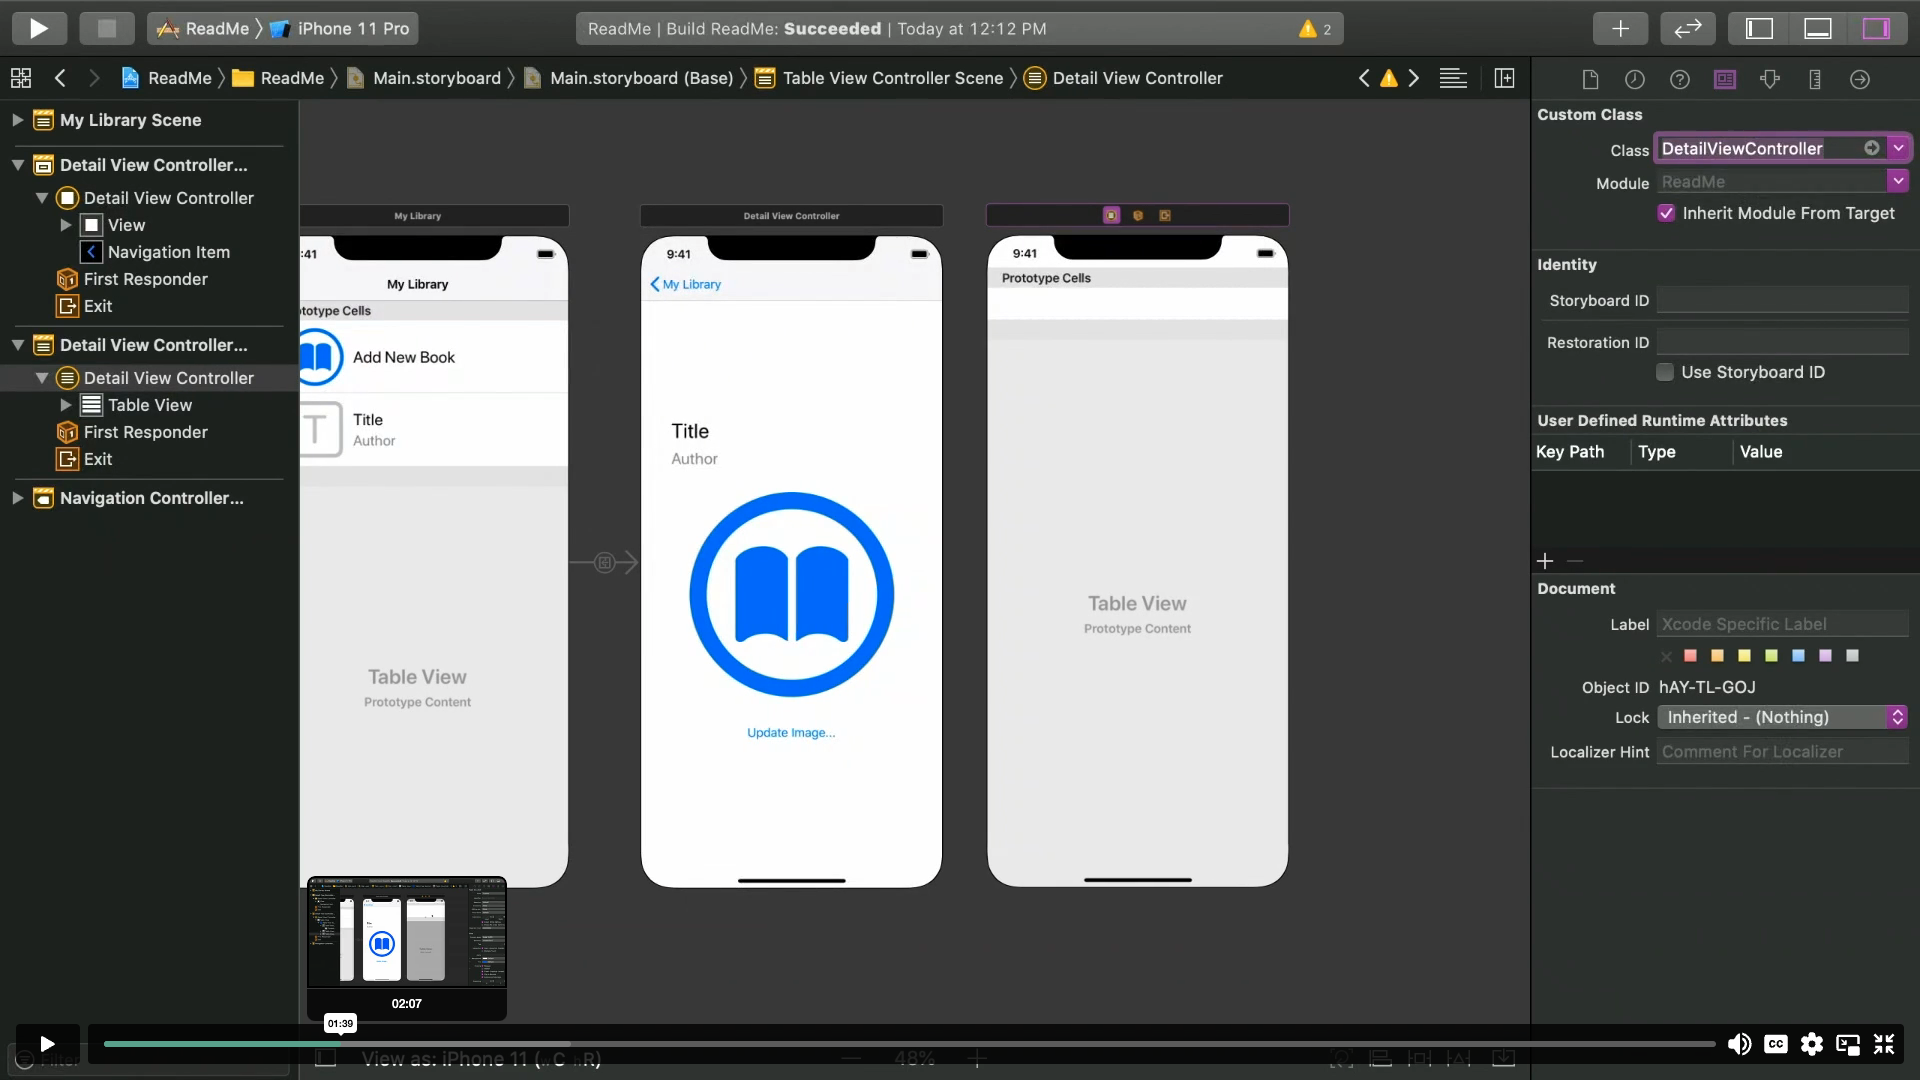 ReadMe iPhone 11 Pro
ReadMe | Build ReadMe: Succeeded | Today at 12:12 PM
2
ReadMe ReadMe Main.storyboard Main.storyboard (Base) Table View Controller Scene Detail View Controller
My Library Scene
Detail View Controller...
Detail View Controller
View
Navigation Item
First Responder
Exit
Detail View Controller...
Detail View Controller
Table View
First Responder
Exit
Navigation Controller...
My Library
:41
My Library
totype Cells
Add New Book
T
Title
Author
Table View
Prototype Content
Detail View Controller
9:41
My Library
Title
Author
Update Image...
9:41
Prototype Cells
Table View
Prototype Content
Custom Class
Class DetailViewController
Module ReadMe
Inherit Module From Target
Identity
Storyboard ID
Restoration ID
Use Storyboard ID
User Defined Runtime Attributes
Key Path Type Value
Document
Label Xcode Specific Label
Object ID hAY-TL-GOJ
Lock Inherited - (Nothing)
Localizer Hint Comment For Localizer
02:07
01:39
CC
Filter
View as: iPhone 11 (wC hR)
48%